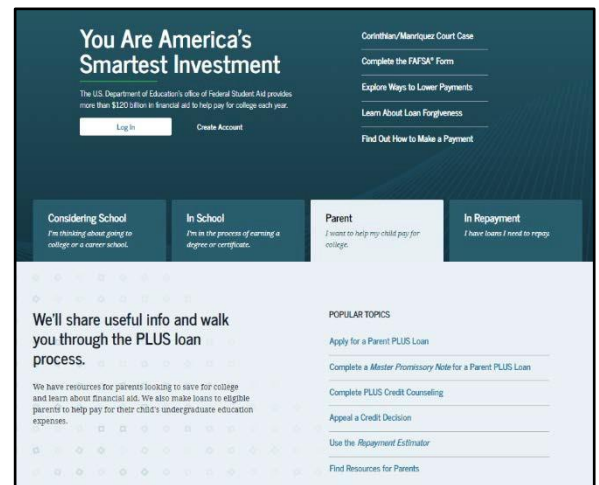 You Are America's
Smartest Investment
The U.S. Department of Education's office of Federal Student Aid provides
more than $120 billion in financial aid to help pay for college each year.
Log In
Create Account
Corinthian/Manriquez Court Case
Complete the FAFSA® Form
Explore Ways to Lower Payments
Learn About Loan Forgiveness
Find Out How to Make a Payment
Considering School
I'm thinking about going to
college or a career school.
In School
I'm in the process of earning a
degree or certificate.
Parent
I want to help my child pay for
college.
In Repayment
I have loans I need to repay.
We'll share useful info and walk
you through the PLUS loan
process.
We have resources for parents looking to save for college
and learn about financial aid. We also make loans to eligible
parents to help pay for their child's undergraduate education
expenses.
POPULAR TOPICS
Apply for a Parent PLUS Loan
Complete a Master Promissory Note for a Parent PLUS Loan
Complete PLUS Credit Counseling
Appeal a Credit Decision
Use the Repayment Estimator
Find Resources for Parents